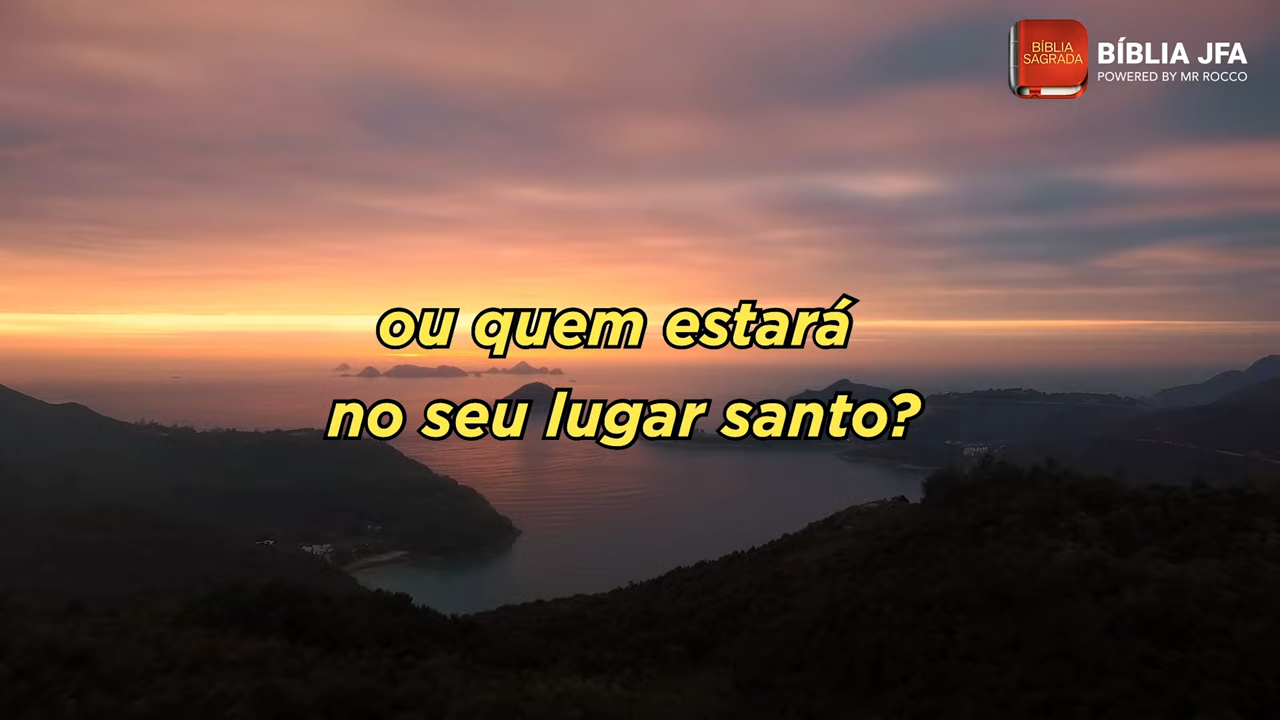 BÍBLIA
SAGRADA
BÍBLIA JFA
POWERED BY MR ROCCO
ou quem estará
no seu lugar santo?